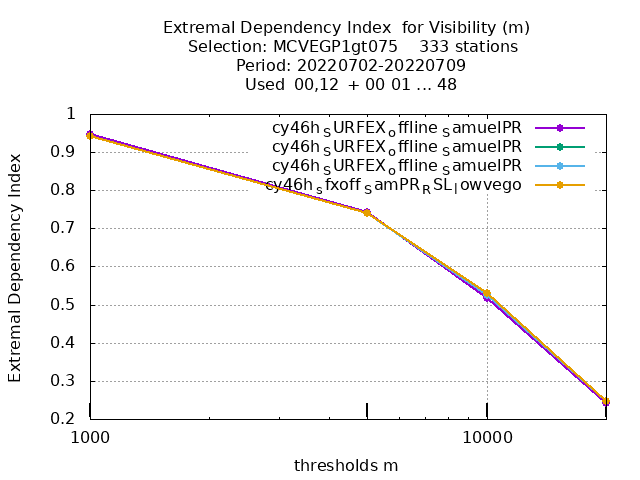 Extremal Dependency Index  for Visibility (m)
Selection: MCVEGP1gt075    333 stations
Period: 20220702-20220709
Used  00,12  + 00 01 ... 48
cy46h_sURFEX_offline_samuelPR
cy46h_sURFEX_offline_samuelPR
cy46h_sURFEX_offline_samuelPR
cy46h_sfxoff_samPR_RSL_lowvego
1
0.9
0.8
0.7
0.6
0.5
0.4
0.3
0.2
Extremal Dependency Index
1000
10000
thresholds m